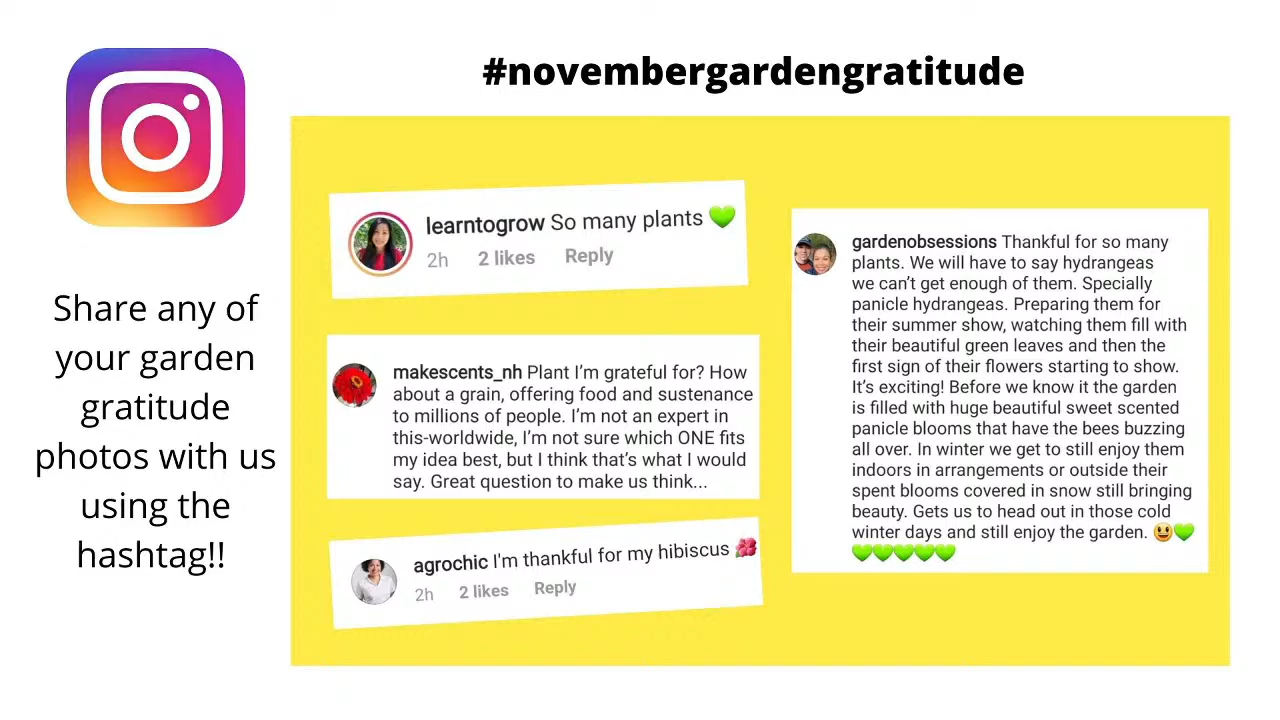 #novembergardengratitude
Share any of
your garden
gratitude
photos with us
using the
hashtag!!
learntogrow So many plants 💚
2h 2 likes Reply
makescents_nh Plant I’m grateful for? How
about a grain, offering food and sustenance
to millions of people. I’m not an expert in
this-worldwide, I’m not sure which ONE fits
my idea best, but I think that’s what I would
say. Great question to make us think...
agrochic I'm thankful for my hibiscus 🌺
2h 2 likes Reply
gardenobsessions Thankful for so many
plants. We will have to say hydrangeas
we can’t get enough of them. Specially
panicle hydrangeas. Preparing them for
their summer show, watching them fill with
their beautiful green leaves and then the
first sign of their flowers starting to show.
It’s exciting! Before we know it the garden
is filled with huge beautiful sweet scented
panicle blooms that have the bees buzzing
all over. In winter we get to still enjoy them
indoors in arrangements or outside their
spent blooms covered in snow still bringing
beauty. Gets us to head out in those cold
winter days and still enjoy the garden. 😃💚
💚💚💚💚💚